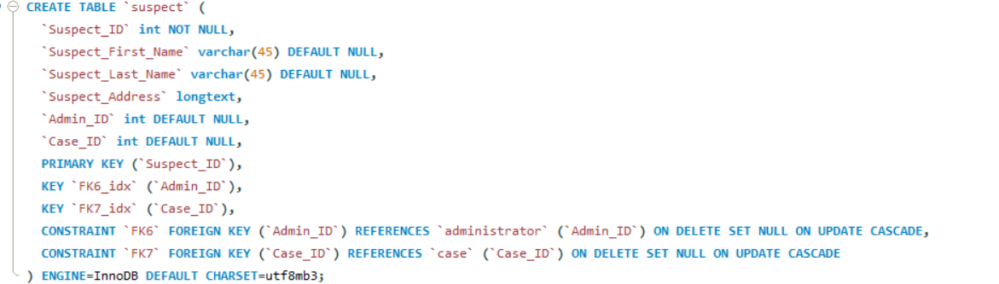 CREATE TABLE `suspect` (
`Suspect_ID` int NOT NULL,
`Suspect_First_Name` varchar(45) DEFAULT NULL,
`Suspect_Last_Name` varchar(45) DEFAULT NULL,
`Suspect_Address` longtext,
`Admin_ID` int DEFAULT NULL,
`Case_ID` int DEFAULT NULL,
PRIMARY KEY (`Suspect_ID`),
KEY `FK6_idx` (`Admin_ID`),
KEY `FK7_idx` (`Case_ID`),
CONSTRAINT `FK6` FOREIGN KEY (`Admin_ID`) REFERENCES `administrator` (`Admin_ID`) ON DELETE SET NULL ON UPDATE CASCADE,
CONSTRAINT `FK7` FOREIGN KEY (`Case_ID`) REFERENCES `case` (`Case_ID`) ON DELETE SET NULL ON UPDATE CASCADE
) ENGINE=InnoDB DEFAULT CHARSET=utf8mb3;